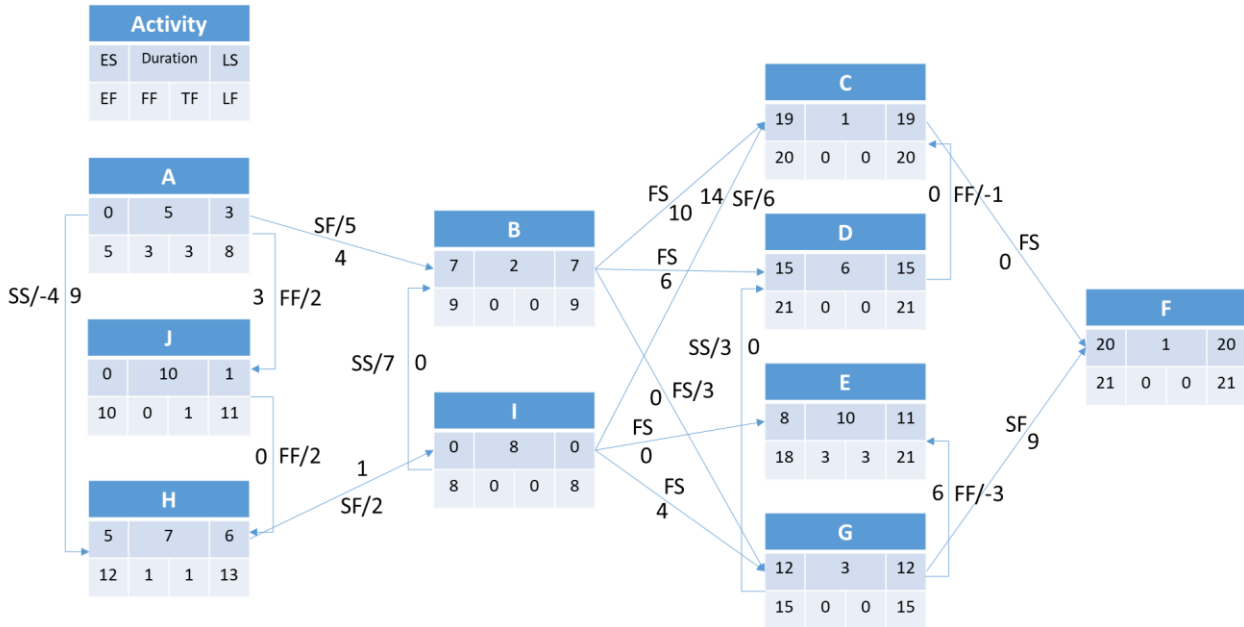 Activity
ES Duration LS
EF FF TF LF
A
0 5 3
5 3 3 8
SS/-4 9
3 FF/2
J
0 10 1
10 0 1 11
0 FF/2
H
5 7 6
12 1 1 13
SF/5
4
1
SF/2
B
7 2 7
9 0 0 9
SS/7 0
I
0 8 0
8 0 0 8
FS
10
14 SF/6
FS
6
0 FS/3
FS
0
FS
4
C
19 1 19
20 0 0 20
0 FF/-1
D
15 6 15
21 0 0 21
SS/3 0
E
8 10 11
18 3 3 21
6 FF/-3
G
12 3 12
15 0 0 15
FS
0
SF
9
F
20 1 20
21 0 0 21